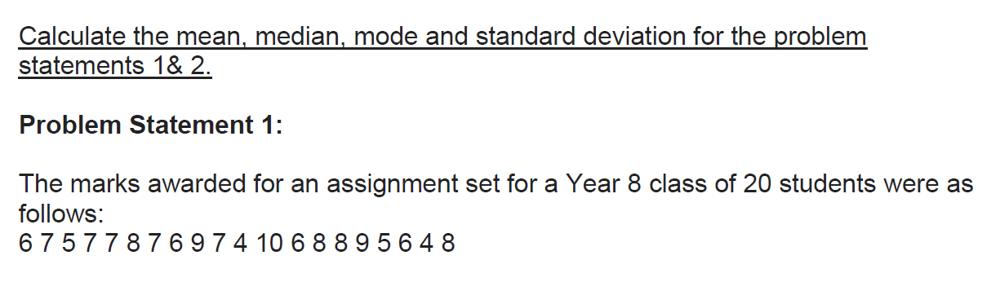 Calculate the mean, median, mode and standard deviation for the problem
statements 1& 2.
Problem Statement 1:
The marks awarded for an assignment set for a Year 8 class of 20 students were as
follows:
6 7 5 7 7 8 7 6 9 7 4 10 6 8 8 9 5 6 4 8